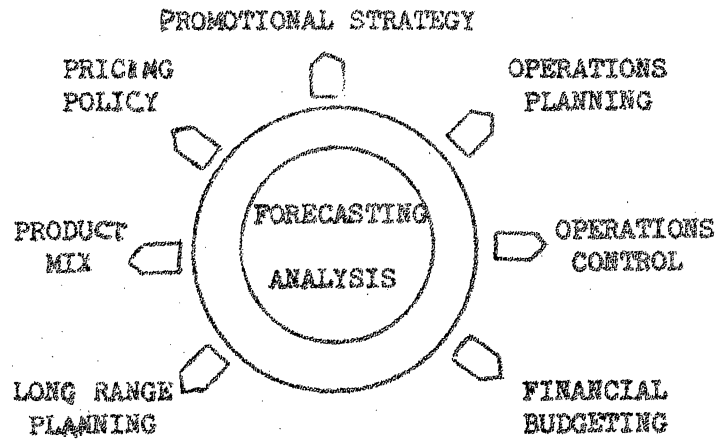 PROMOTIONAL STRATEGY
PRICING
POLICY
OPERATIONS
PLANNING
FORECASTING
ANALYSIS
PRODUCT
MIX
OPERATIONS
CONTROL
LONG RANGE
PLANNING
FINANCIAL
BUDGETING